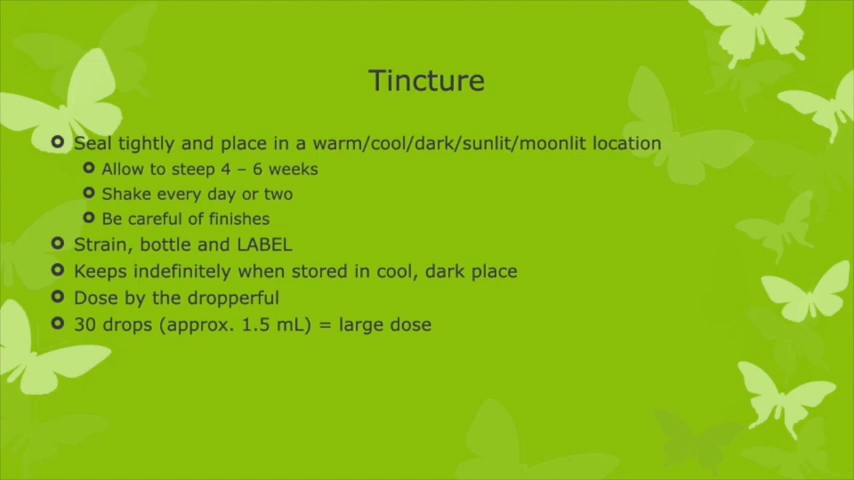 Tincture
Seal tightly and place in a warm/cool/dark/sunlit/moonlit location
Allow to steep 4 – 6 weeks
Shake every day or two
Be careful of finishes
Strain, bottle and LABEL
Keeps indefinitely when stored in cool, dark place
Dose by the dropperful
30 drops (approx. 1.5 mL) = large dose